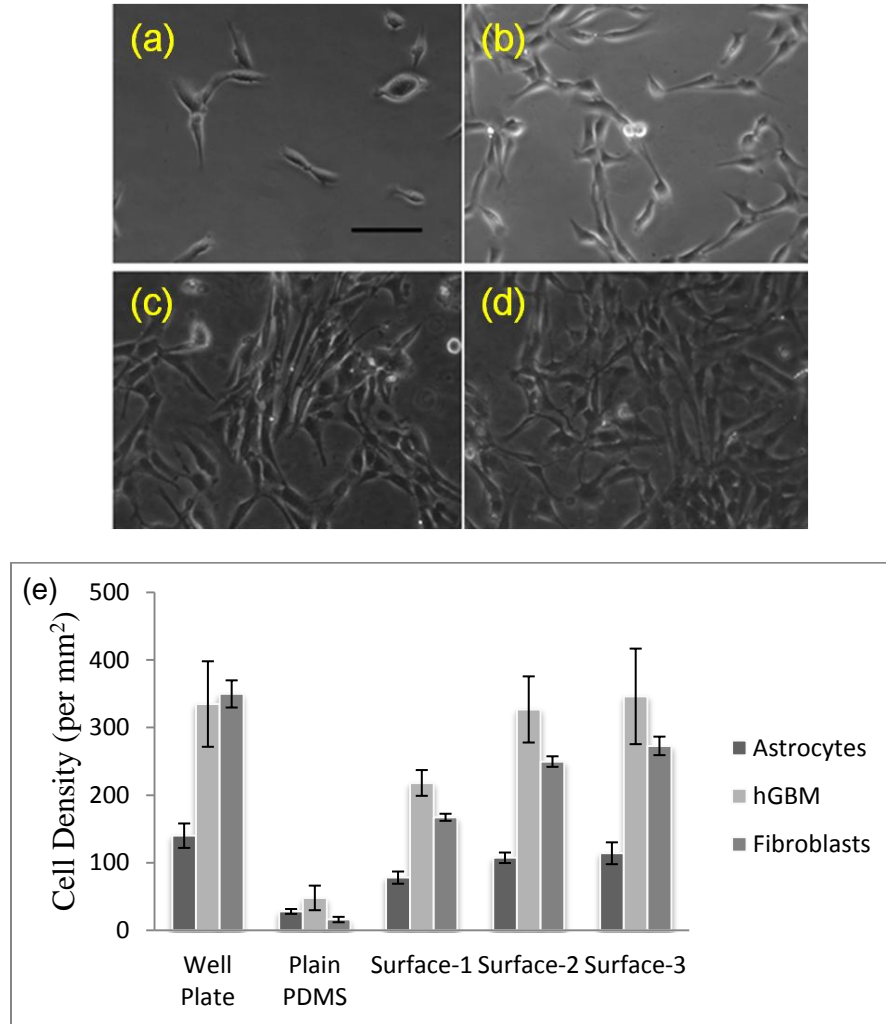 (a)
(b)
(c)
(d)
(e)
Cell Density (per mm²)
500
400
300
200
100
0
Well Plate
Plain PDMS
Surface-1
Surface-2
Surface-3
Astrocytes
hGBM
Fibroblasts